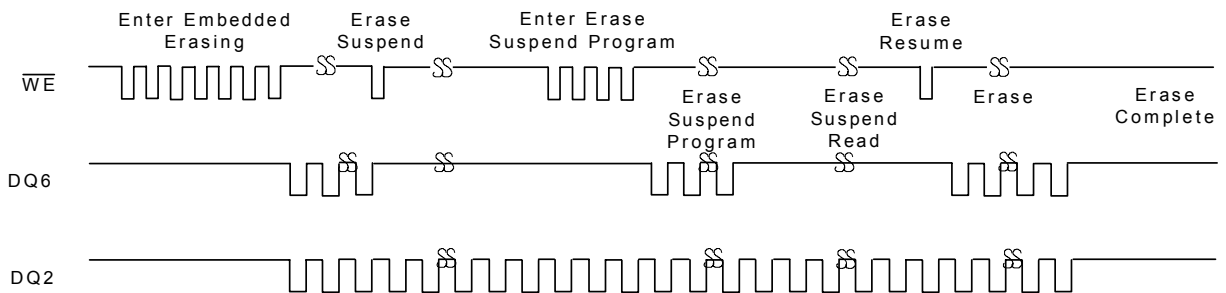 Enter Embedded
Erasing
Erase
Suspend
Enter Erase
Suspend Program
Erase
Resume
WE
Erase
Suspend
Program
Erase
Suspend
Read
Erase
Erase
Complete
DQ6
DQ2